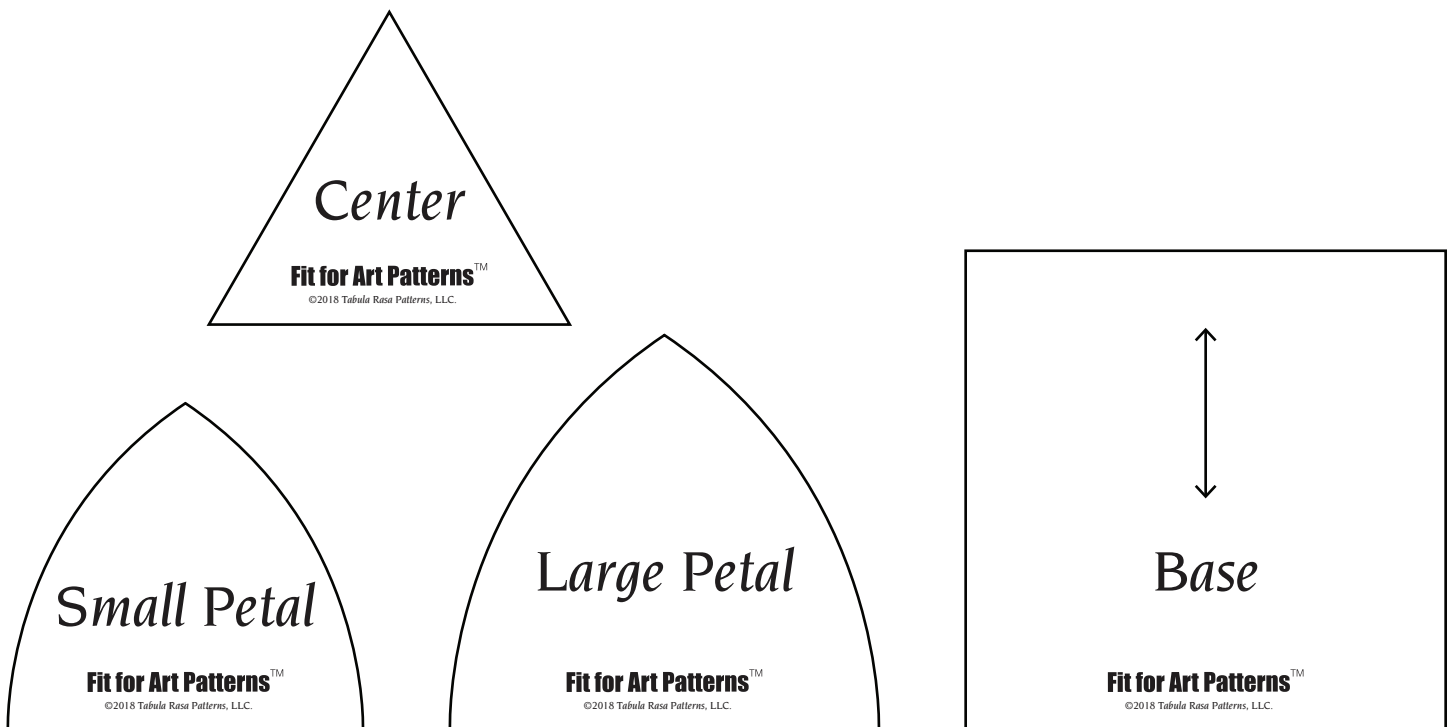 Center
Fit for Art Patterns™
©2018 Tabula Rasa Patterns, LLC.
Small Petal
Fit for Art Patterns™
©2018 Tabula Rasa Patterns, LLC.
Large Petal
Fit for Art Patterns™
©2018 Tabula Rasa Patterns, LLC.
Base
Fit for Art Patterns™
©2018 Tabula Rasa Patterns, LLC.